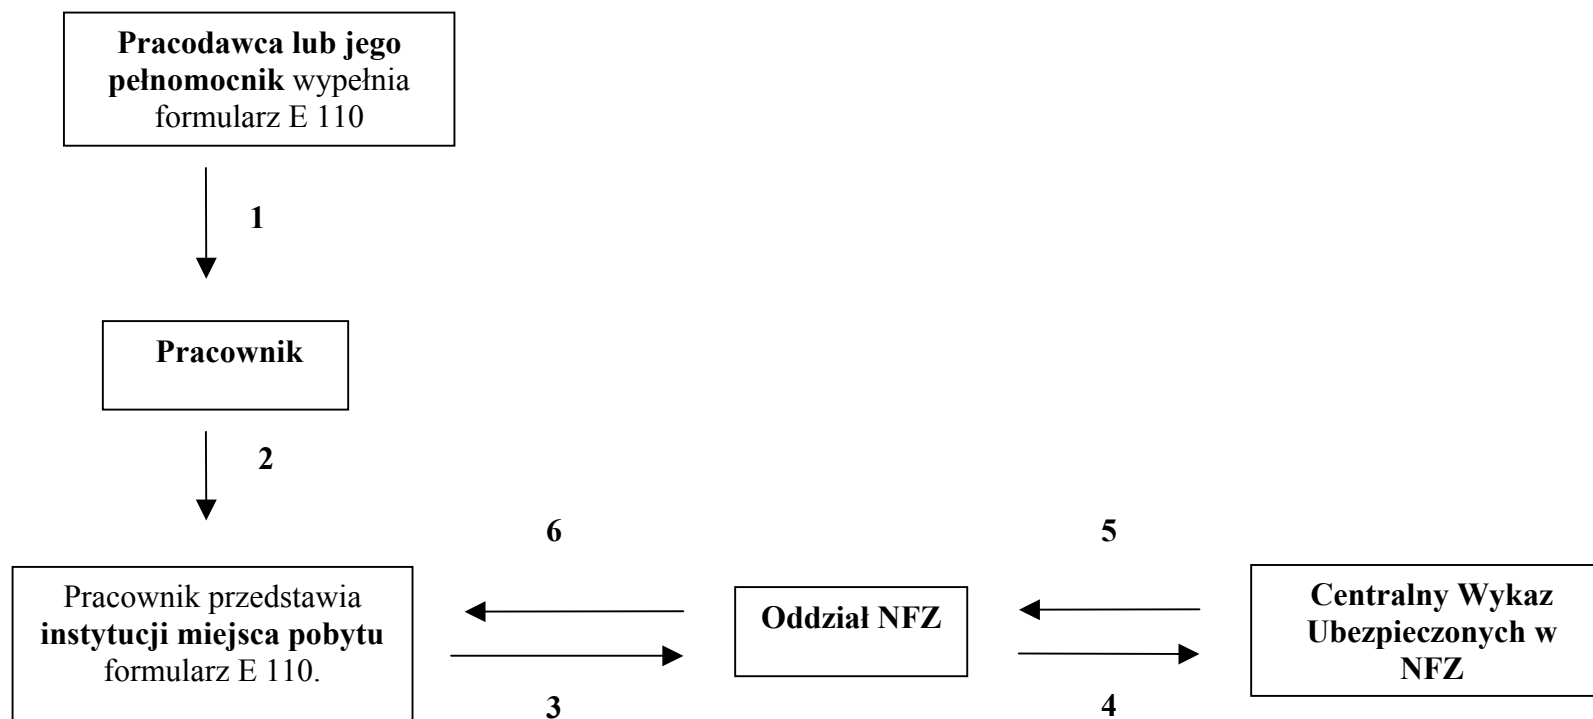 Pracodawca lub jego
pełnomocnik wypełnia
formularz E 110
1
Pracownik
2
6
5
Pracownik przedstawia
instytucji miejsca pobytu
formularz E 110.
Oddział NFZ
Centralny Wykaz
Ubezpieczonych w
NFZ
3
4